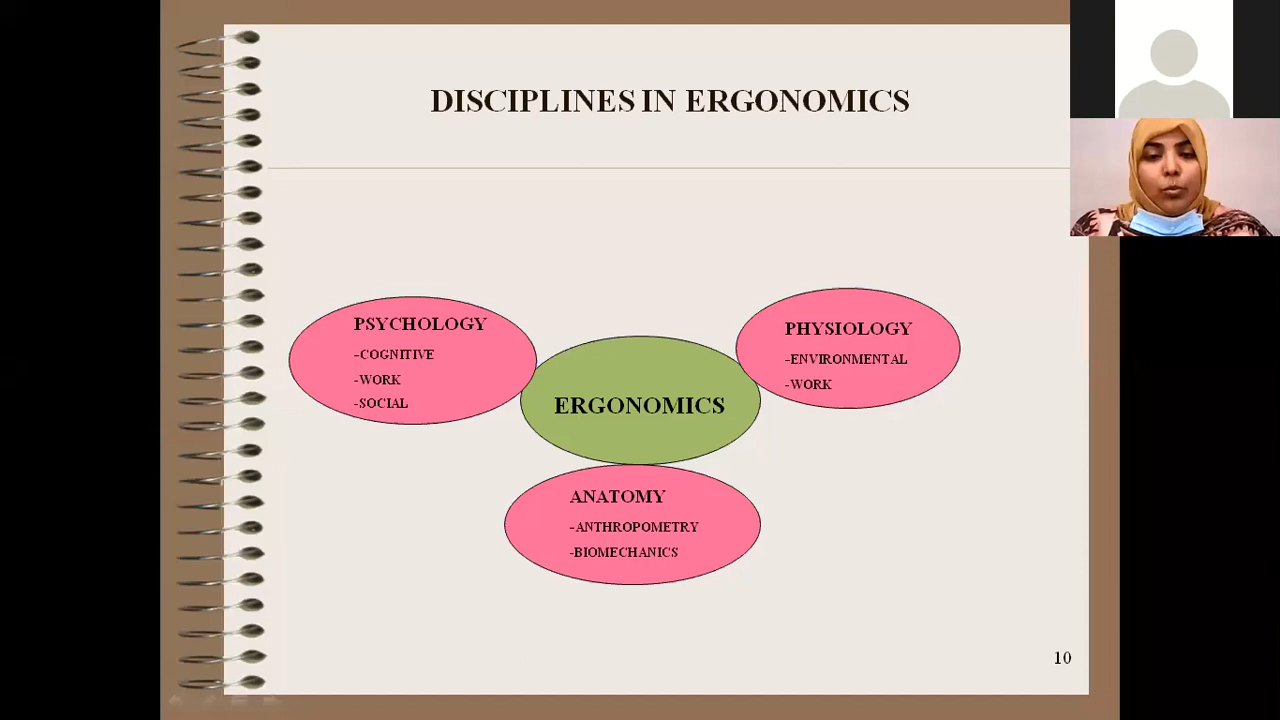 DISCIPLINES IN ERGONOMICS
PSYCHOLOGY
-COGNITIVE
-WORK
-SOCIAL
PHYSIOLOGY
-ENVIRONMENTAL
-WORK
ERGONOMICS
ANATOMY
-ANTHROPOMETRY
-BIOMECHANICS
10